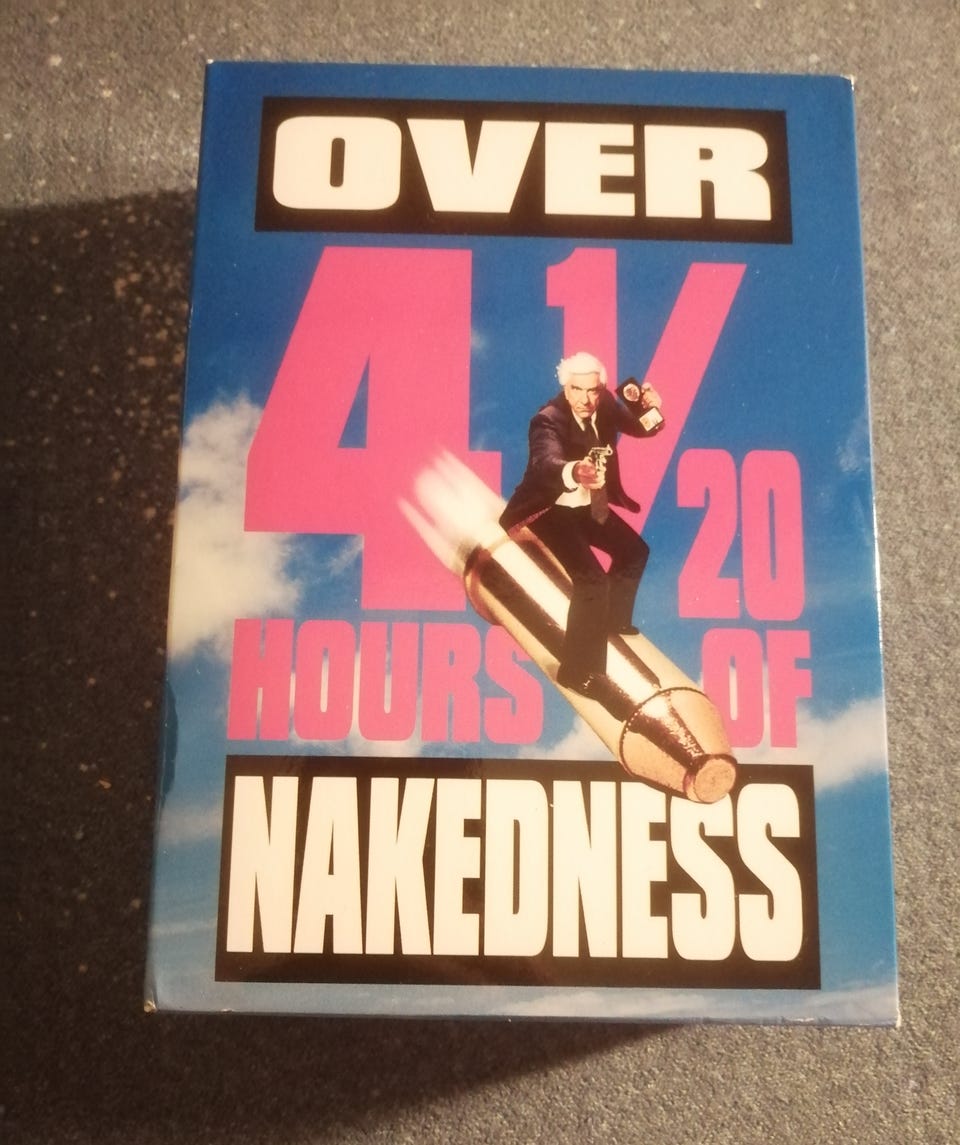 OVER
4 1/20
HOURS OF
NAKEDNESS